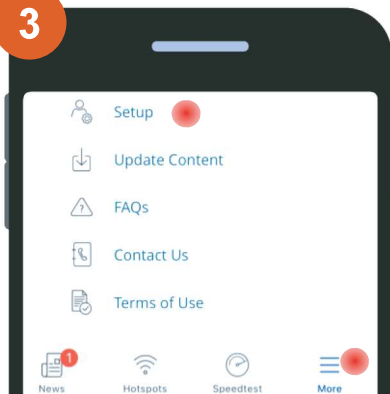 3
Setup
Update Content
FAQs
Contact Us
Terms of Use
1
News Hotspots Speedtest More